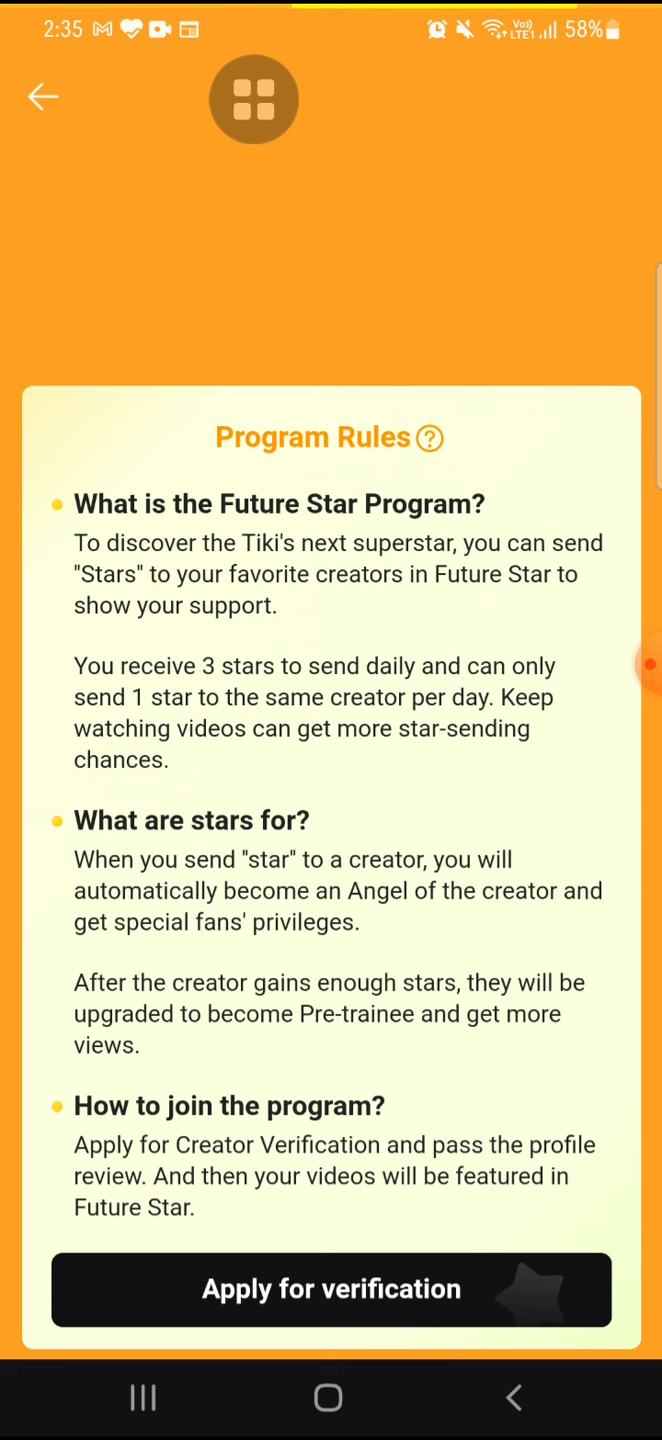 2:35
Vo)) LTE1 58%
Program Rules?
What is the Future Star Program?
To discover the Tiki's next superstar, you can send
"Stars" to your favorite creators in Future Star to
show your support.
You receive 3 stars to send daily and can only
send 1 star to the same creator per day. Keep
watching videos can get more star-sending
chances.
What are stars for?
When you send "star" to a creator, you will
automatically become an Angel of the creator and
get special fans' privileges.
After the creator gains enough stars, they will be
upgraded to become Pre-trainee and get more
views.
How to join the program?
Apply for Creator Verification and pass the profile
review. And then your videos will be featured in
Future Star.
Apply for verification